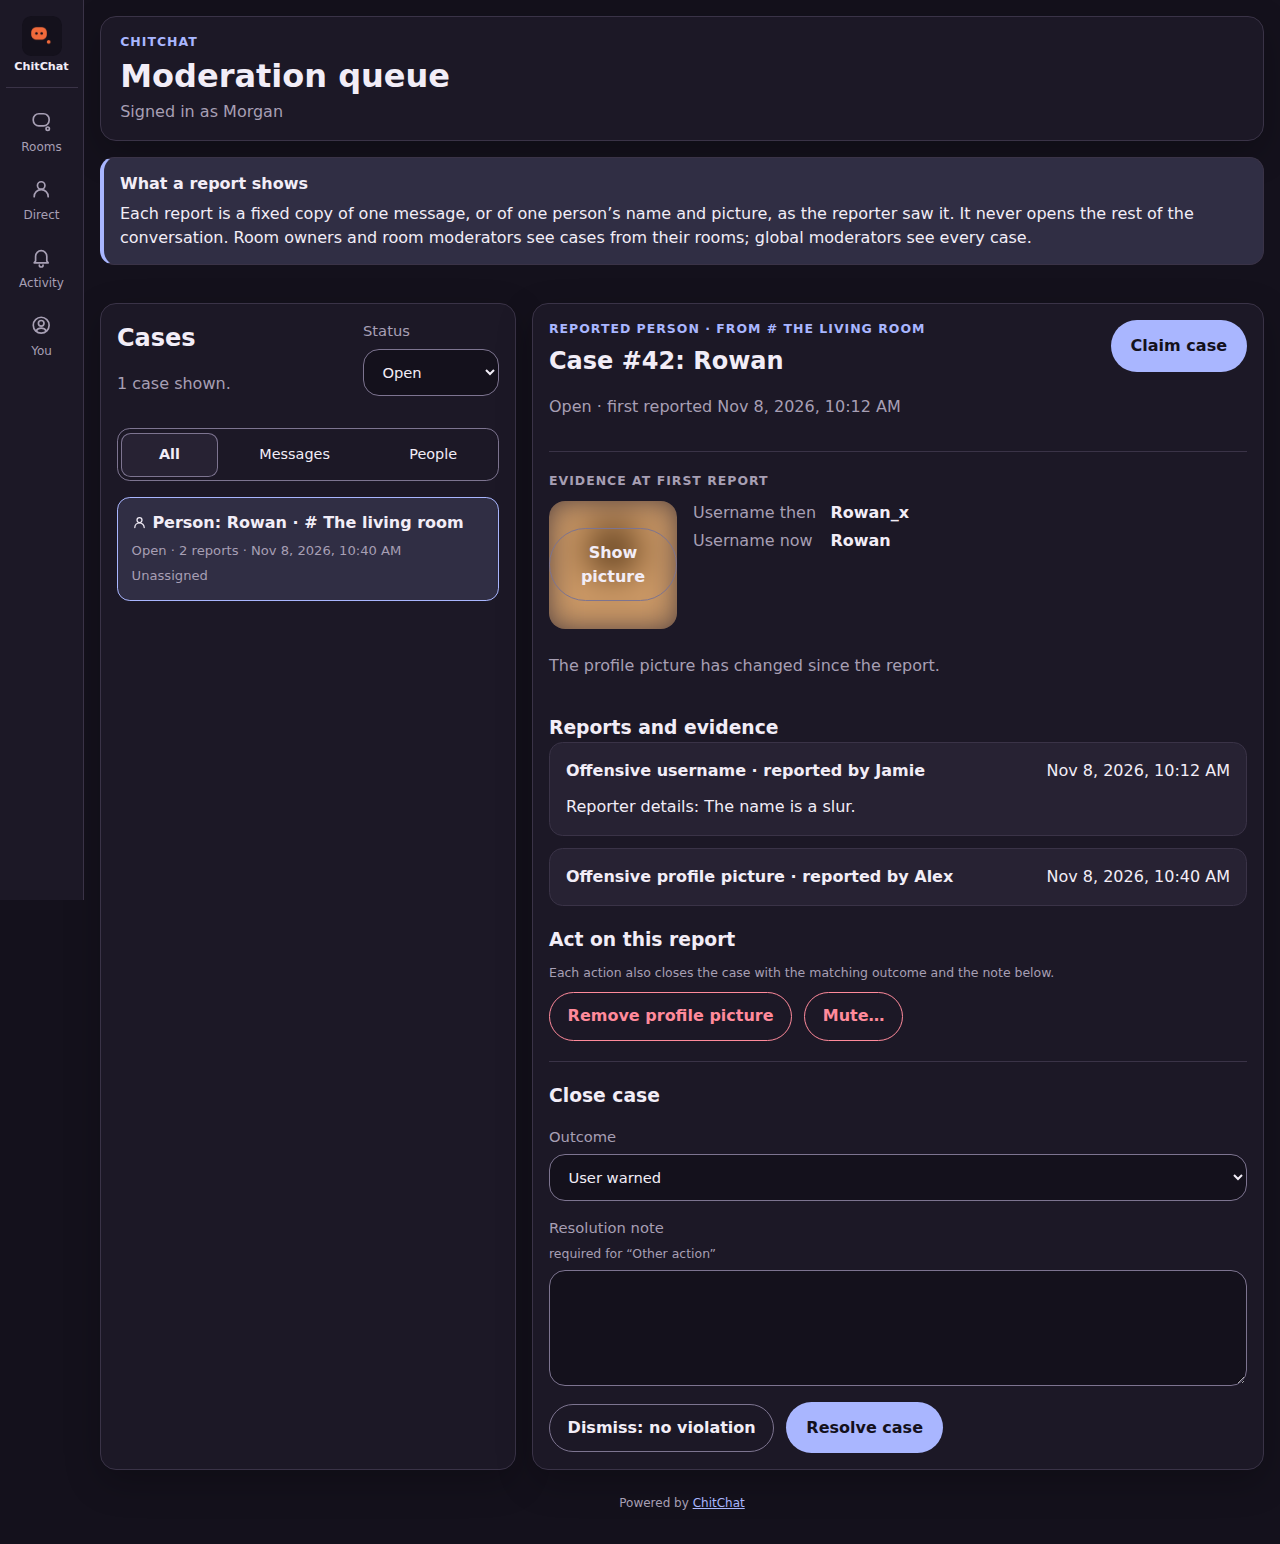 ChitChat
Rooms
Direct
Activity
You
CHITCHAT
Moderation queue
Signed in as Morgan
What a report shows
Each report is a fixed copy of one message, or of one person’s name and picture, as the reporter saw it. It never opens the rest of the
conversation. Room owners and room moderators see cases from their rooms; global moderators see every case.
Cases
1 case shown.
Status
Open
All
Messages
People
Person: Rowan · # The living room
Open · 2 reports · Nov 8, 2026, 10:40 AM
Unassigned
REPORTED PERSON · FROM # THE LIVING ROOM
Case #42: Rowan
Open · first reported Nov 8, 2026, 10:12 AM
Claim case
EVIDENCE AT FIRST REPORT
Show
picture
Username then Rowan_x
Username now Rowan
The profile picture has changed since the report.
Reports and evidence
Offensive username · reported by Jamie
Nov 8, 2026, 10:12 AM
Reporter details: The name is a slur.
Offensive profile picture · reported by Alex
Nov 8, 2026, 10:40 AM
Act on this report
Each action also closes the case with the matching outcome and the note below.
Remove profile picture
Mute…
Close case
Outcome
User warned
Resolution note
required for “Other action”
Dismiss: no violation
Resolve case
Powered by ChitChat